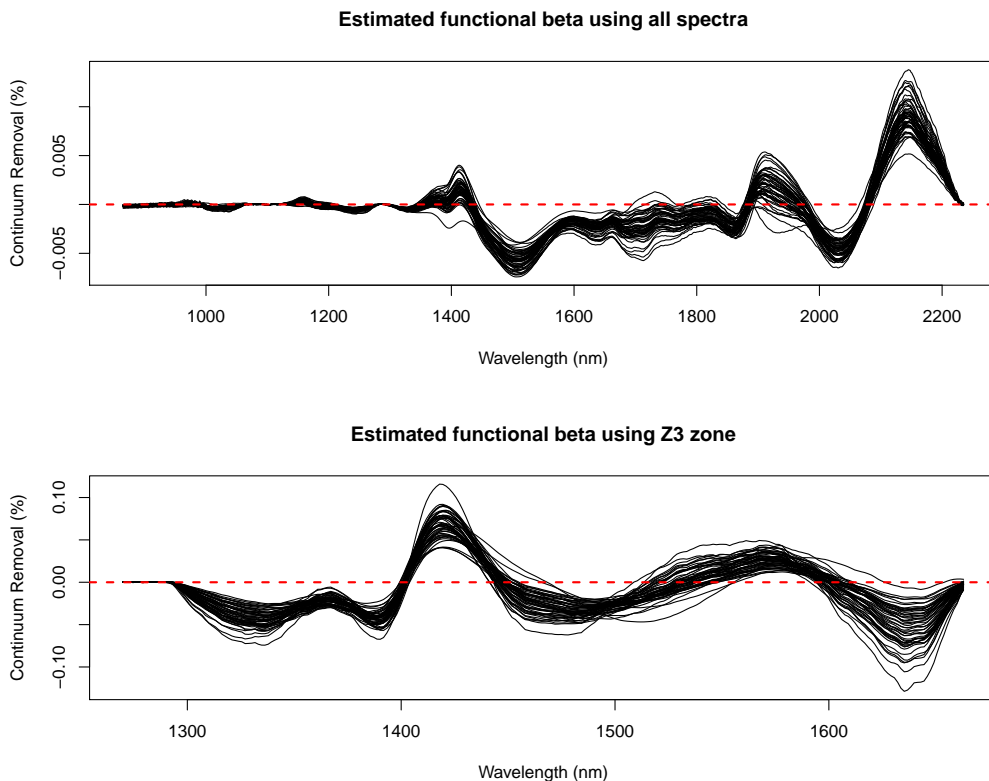 Estimated functional beta using all spectra
Continuum Removal (%)
0.005
−0.005
1000 1200 1400 1600 1800 2000 2200
Wavelength (nm)
Estimated functional beta using Z3 zone
Continuum Removal (%)
0.10
0.00
−0.10
1300 1400 1500 1600
Wavelength (nm)